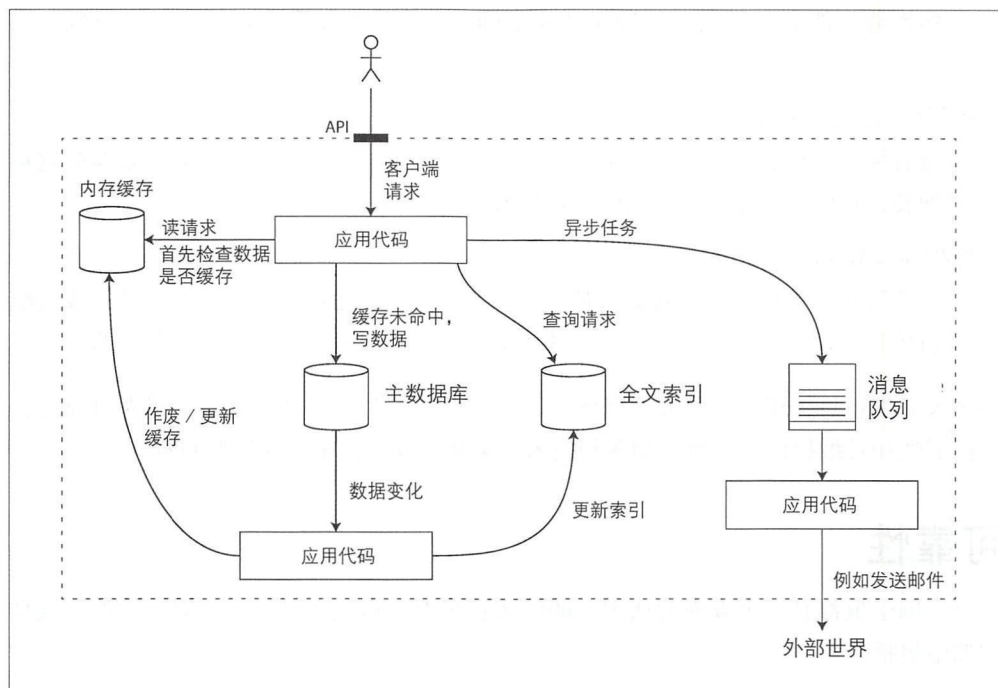 API
客户端
请求
内存缓存
读请求
首先检查数据
是否缓存
应用代码
异步任务
缓存未命中，
写数据
查询请求
主数据库
全文索引
消息
队列
作废 / 更新
缓存
数据变化
更新索引
应用代码
应用代码
例如发送邮件
外部世界
可靠性